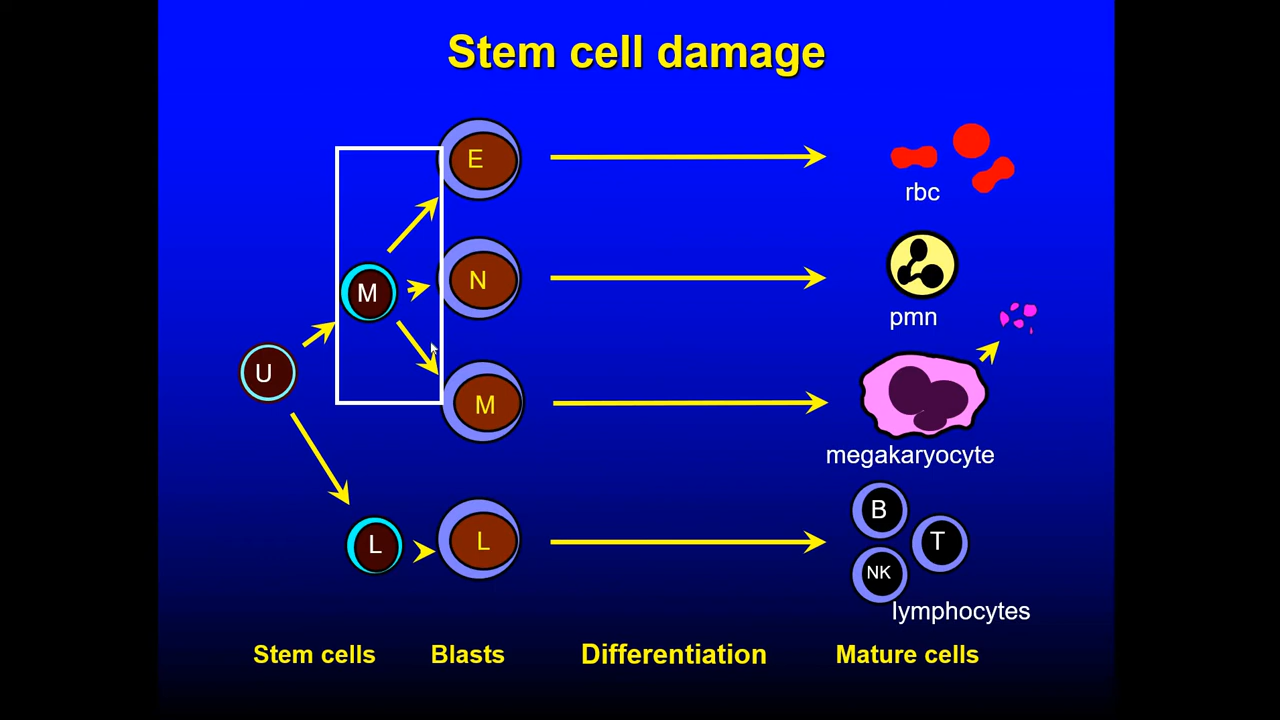 Stem cell damage
E
rbc
M
N
pmn
U
M
megakaryocyte
L
L
B
T
NK
lymphocytes
Stem cells
Blasts
Differentiation
Mature cells